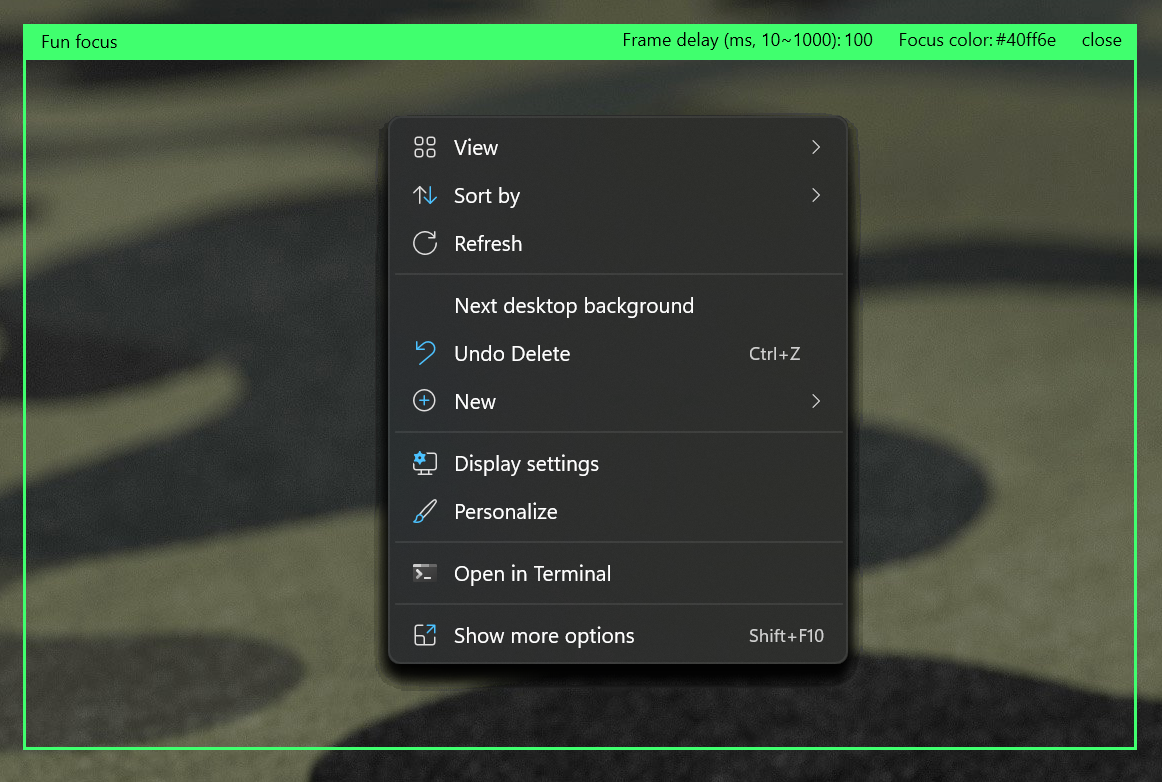 Fun focus Frame delay (ms, 10~1000): 100 Focus color: #40ff6e close
View
Sort by
Refresh
Next desktop background
Undo Delete Ctrl+Z
New
Display settings
Personalize
Open in Terminal
Show more options Shift+F10